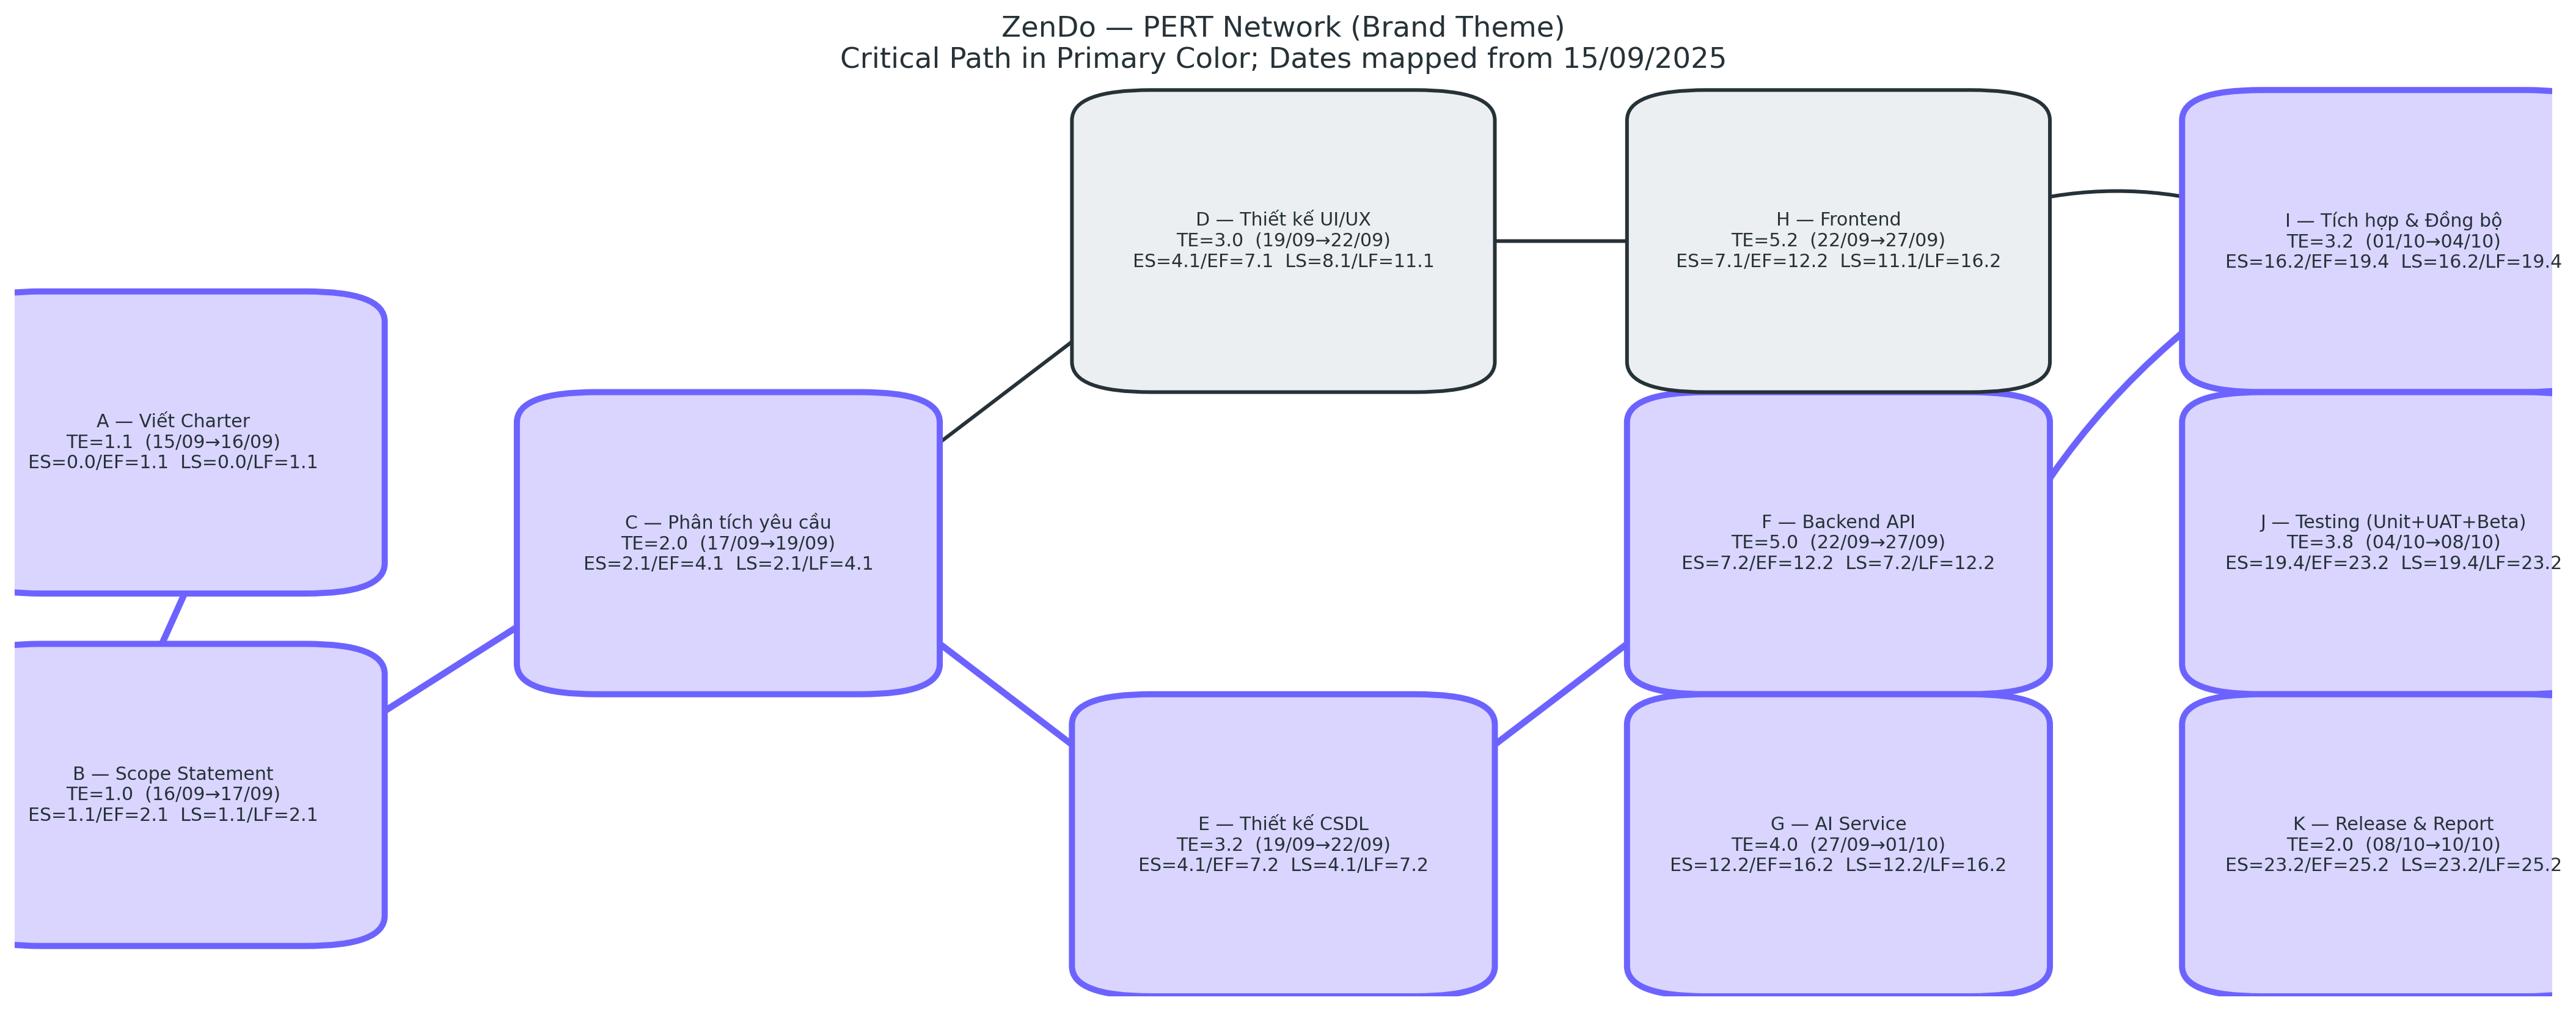 ZenDo — PERT Network (Brand Theme)
Critical Path in Primary Color; Dates mapped from 15/09/2025
A — Viết Charter
TE=1.1  (15/09→16/09)
ES=0.0/EF=1.1  LS=0.0/LF=1.1
B — Scope Statement
TE=1.0  (16/09→17/09)
ES=1.1/EF=2.1  LS=1.1/LF=2.1
C — Phân tích yêu cầu
TE=2.0  (17/09→19/09)
ES=2.1/EF=4.1  LS=2.1/LF=4.1
D — Thiết kế UI/UX
TE=3.0  (19/09→22/09)
ES=4.1/EF=7.1  LS=8.1/LF=11.1
E — Thiết kế CSDL
TE=3.2  (19/09→22/09)
ES=4.1/EF=7.2  LS=4.1/LF=7.2
H — Frontend
TE=5.2  (22/09→27/09)
ES=7.1/EF=12.2  LS=11.1/LF=16.2
F — Backend API
TE=5.0  (22/09→27/09)
ES=7.2/EF=12.2  LS=7.2/LF=12.2
G — AI Service
TE=4.0  (27/09→01/10)
ES=12.2/EF=16.2  LS=12.2/LF=16.2
I — Tích hợp & Đồng bộ
TE=3.2  (01/10→04/10)
ES=16.2/EF=19.4  LS=16.2/LF=19.4
J — Testing (Unit+UAT+Beta)
TE=3.8  (04/10→08/10)
ES=19.4/EF=23.2  LS=19.4/LF=23.2
K — Release & Report
TE=2.0  (08/10→10/10)
ES=23.2/EF=25.2  LS=23.2/LF=25.2